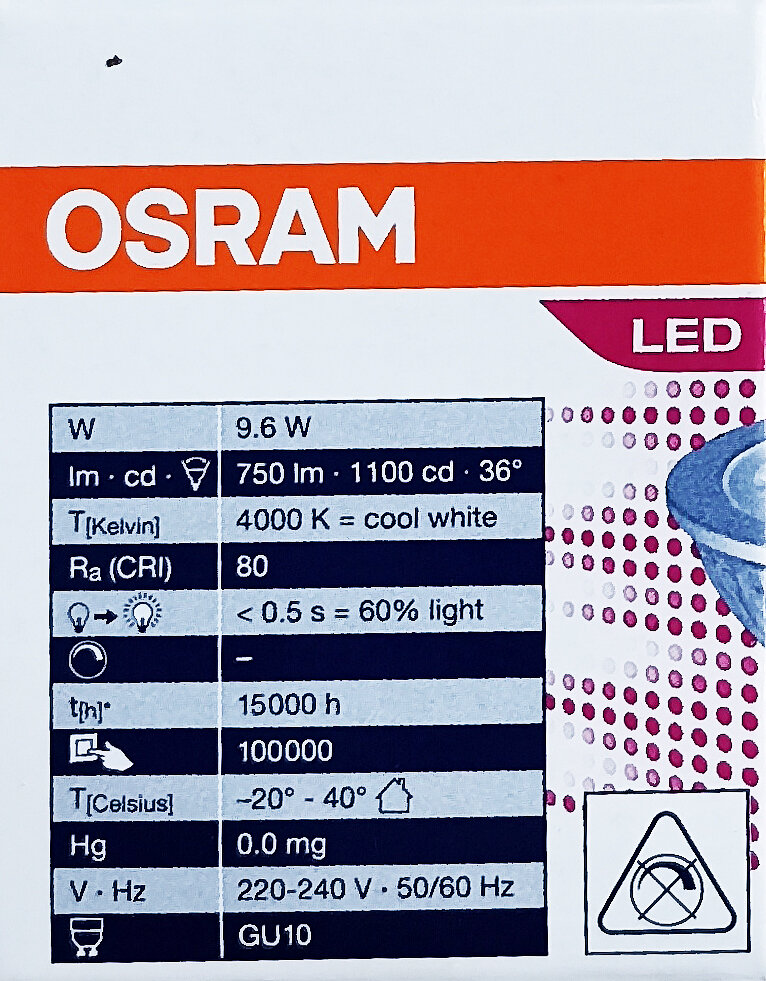 OSRAM
LED
W 9.6 W
lm · cd · 750 lm · 1100 cd · 36°
T[Kelvin] 4000 K = cool white
Ra (CRI) 80
< 0.5 s = 60% light
–
t[h]* 15000 h
100000
T[Celsius] –20° - 40°
Hg 0.0 mg
V · Hz 220-240 V · 50/60 Hz
GU10